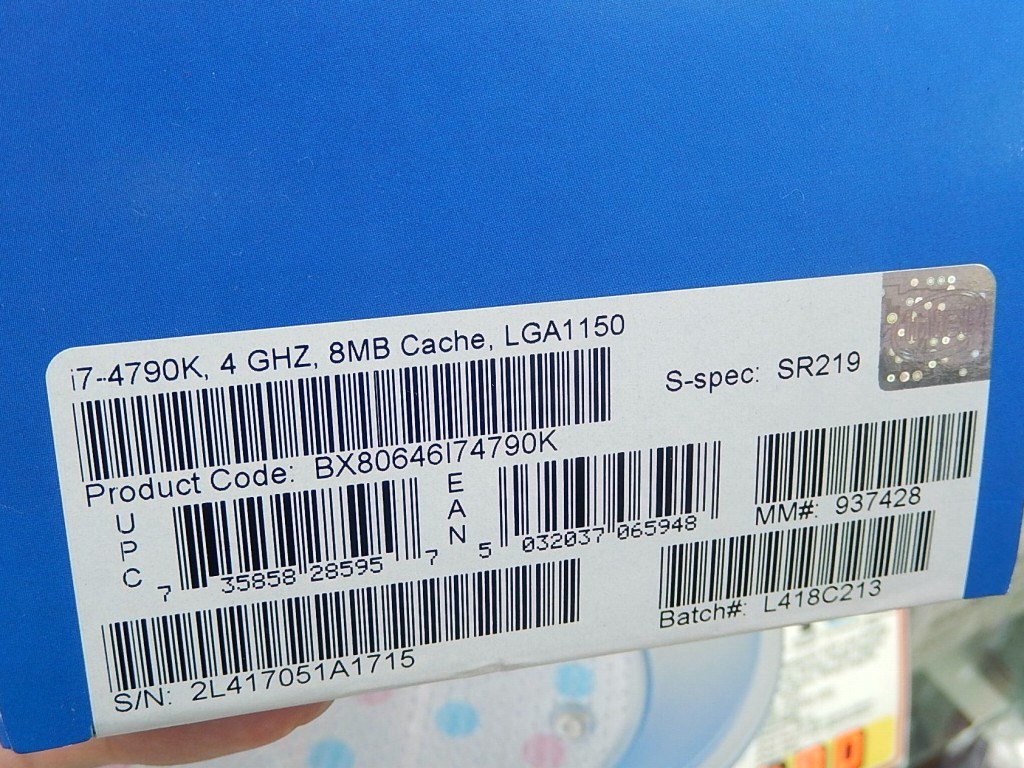 i7-4790K, 4 GHZ, 8MB Cache, LGA1150
S-spec: SR219
Product Code: BX80646I74790K
UPC
7 35858 28595 7
EAN
5 032037 065948
MM#: 937428
S/N: 2L417051A1715
Batch#: L418C213